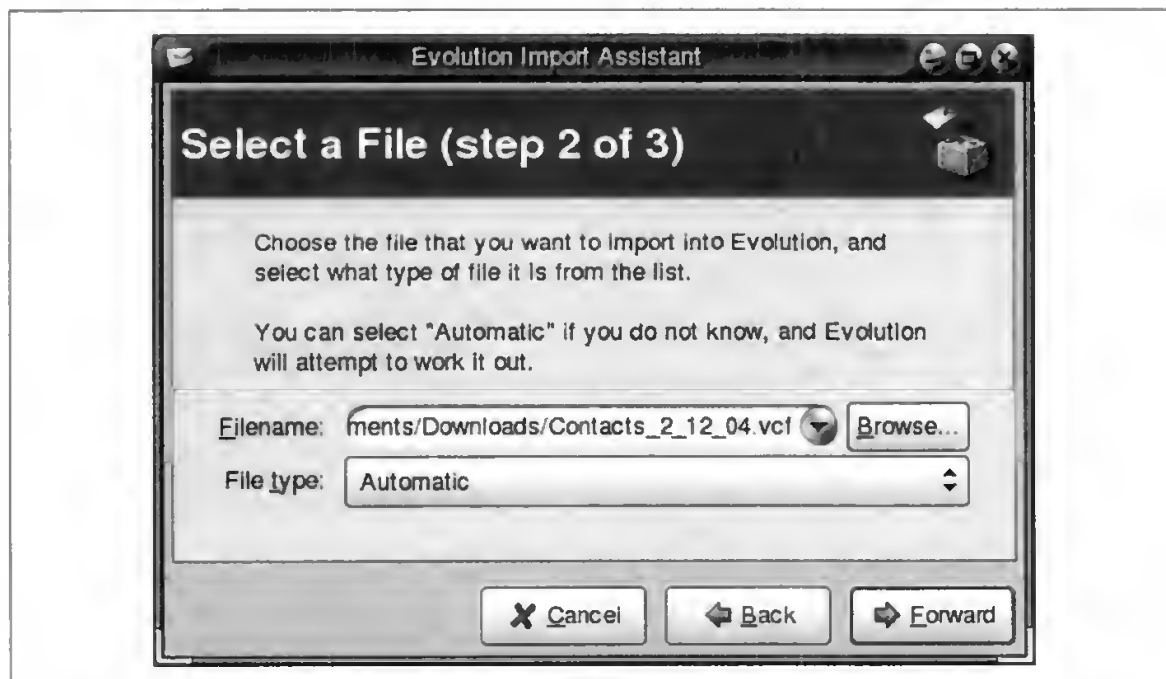 Evolution Import Assistant
Select a File (step 2 of 3)
Choose the file that you want to import into Evolution, and
select what type of file it is from the list.
You can select "Automatic" if you do not know, and Evolution
will attempt to work it out.
Filename: ments/Downloads/Contacts_2_12_04.vcf Browse...
File type: Automatic
Cancel Back Forward